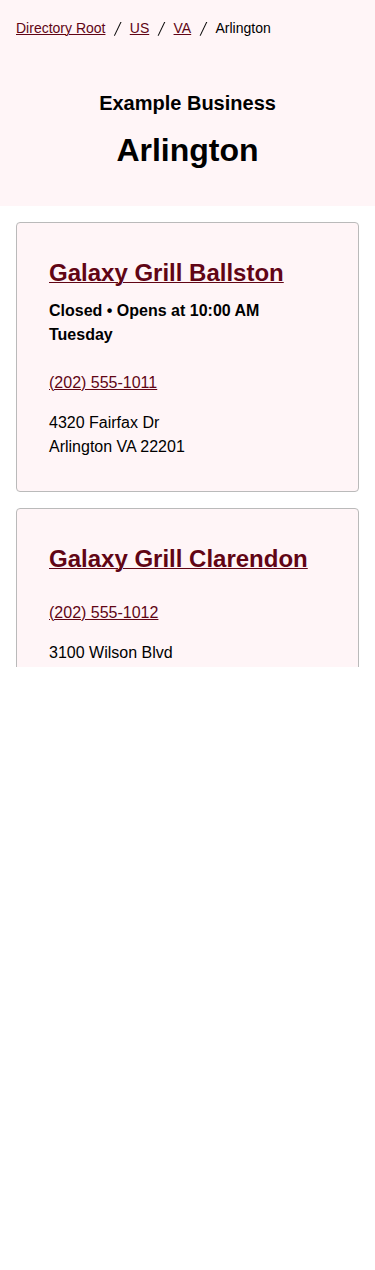 Directory Root / US / VA / Arlington
Example Business
Arlington
Galaxy Grill Ballston
Closed • Opens at 10:00 AM
Tuesday
(202) 555-1011
4320 Fairfax Dr
Arlington VA 22201
Galaxy Grill Clarendon
(202) 555-1012
3100 Wilson Blvd